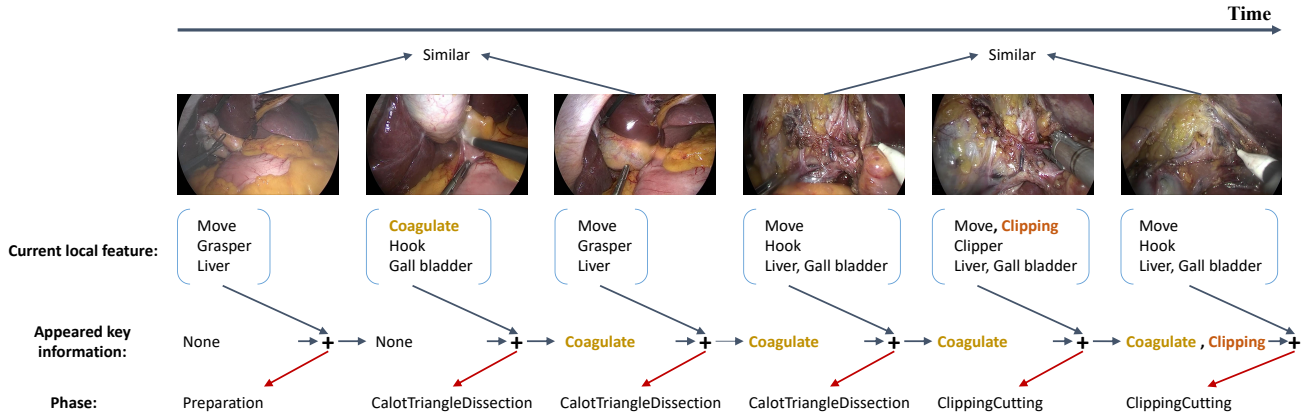 Time
Similar
Similar
Current local feature:
Move
Grasper
Liver
Coagulate
Hook
Gall bladder
Move
Grasper
Liver
Move
Hook
Liver, Gall bladder
Move, Clipping
Clipper
Liver, Gall bladder
Move
Hook
Liver, Gall bladder
Appeared key
information:
None
+
None
+
Coagulate
+
Coagulate
+
Coagulate
+
Coagulate , Clipping
+
Phase:
Preparation
CalotTriangleDissection
CalotTriangleDissection
CalotTriangleDissection
ClippingCutting
ClippingCutting